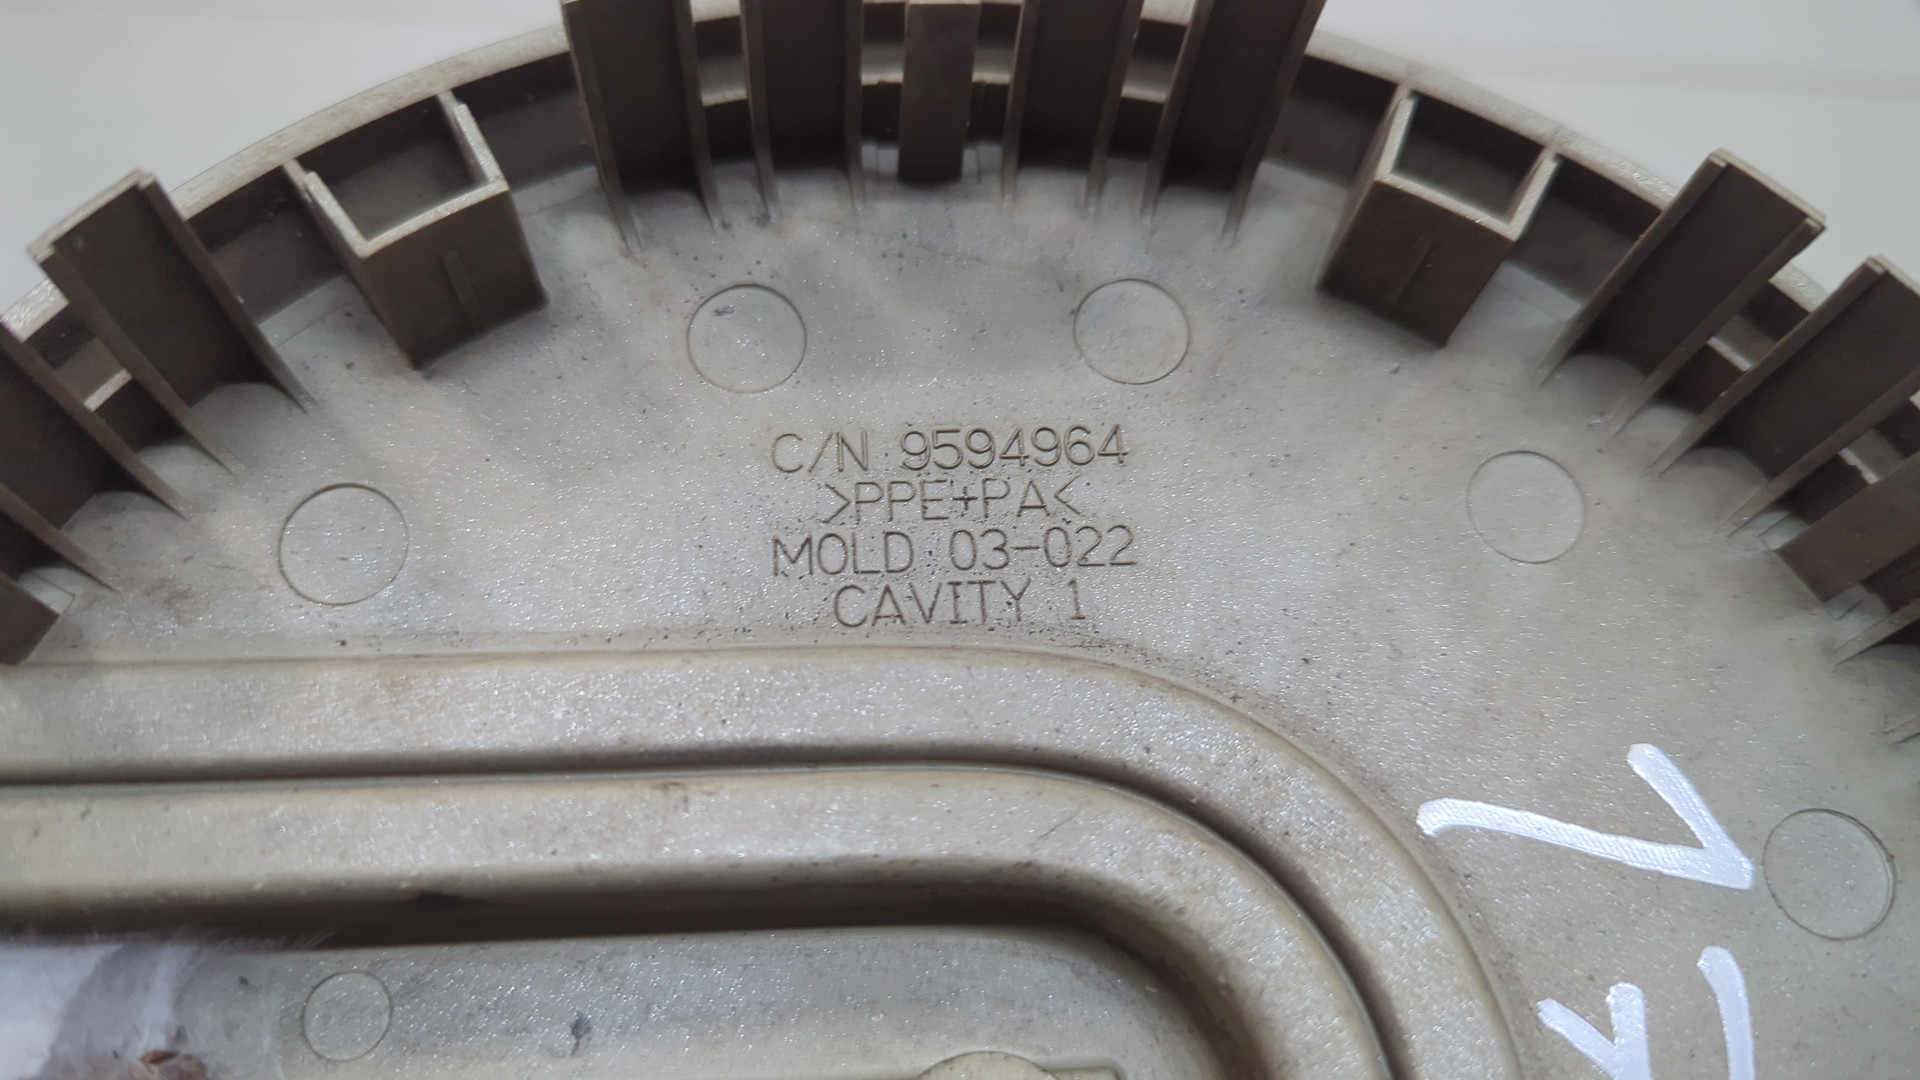 C/N 9594964
>PPE+PA<
MOLD 03-022
CAVITY 1